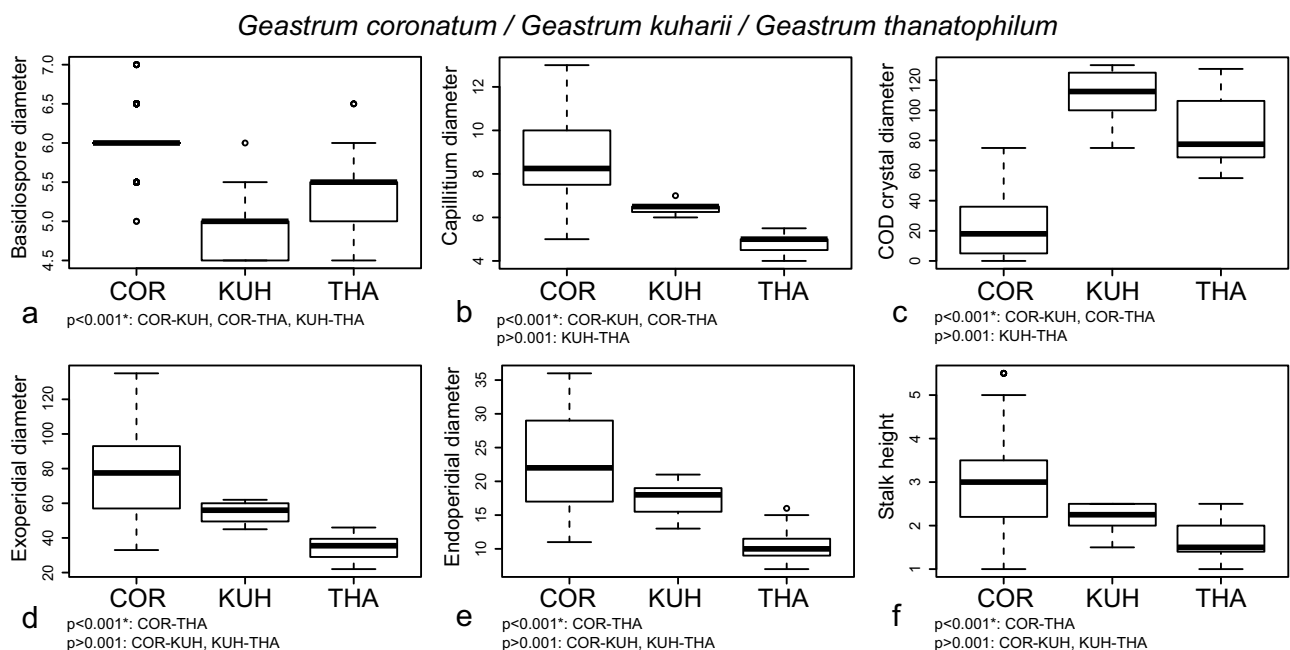 Geastrum coronatum / Geastrum kuharii / Geastrum thanatophilum
Basidiospore diameter
4.5 5.0 5.5 6.0 6.5 7.0
COR KUH THA
a
p<0.001*: COR-KUH, COR-THA, KUH-THA
Capillitium diameter
4 6 8 10 12
COR KUH THA
b
p<0.001*: COR-KUH, COR-THA
p>0.001: KUH-THA
COD crystal diameter
0 20 40 60 80 100 120
COR KUH THA
c
p<0.001*: COR-KUH, COR-THA
p>0.001: KUH-THA
Exoperidial diameter
20 40 60 80 100 120
COR KUH THA
d
p<0.001*: COR-THA
p>0.001: COR-KUH, KUH-THA
Endoperidial diameter
10 15 20 25 30 35
COR KUH THA
e
p<0.001*: COR-THA
p>0.001: COR-KUH, KUH-THA
Stalk height
1 2 3 4 5
COR KUH THA
f
p<0.001*: COR-THA
p>0.001: COR-KUH, KUH-THA